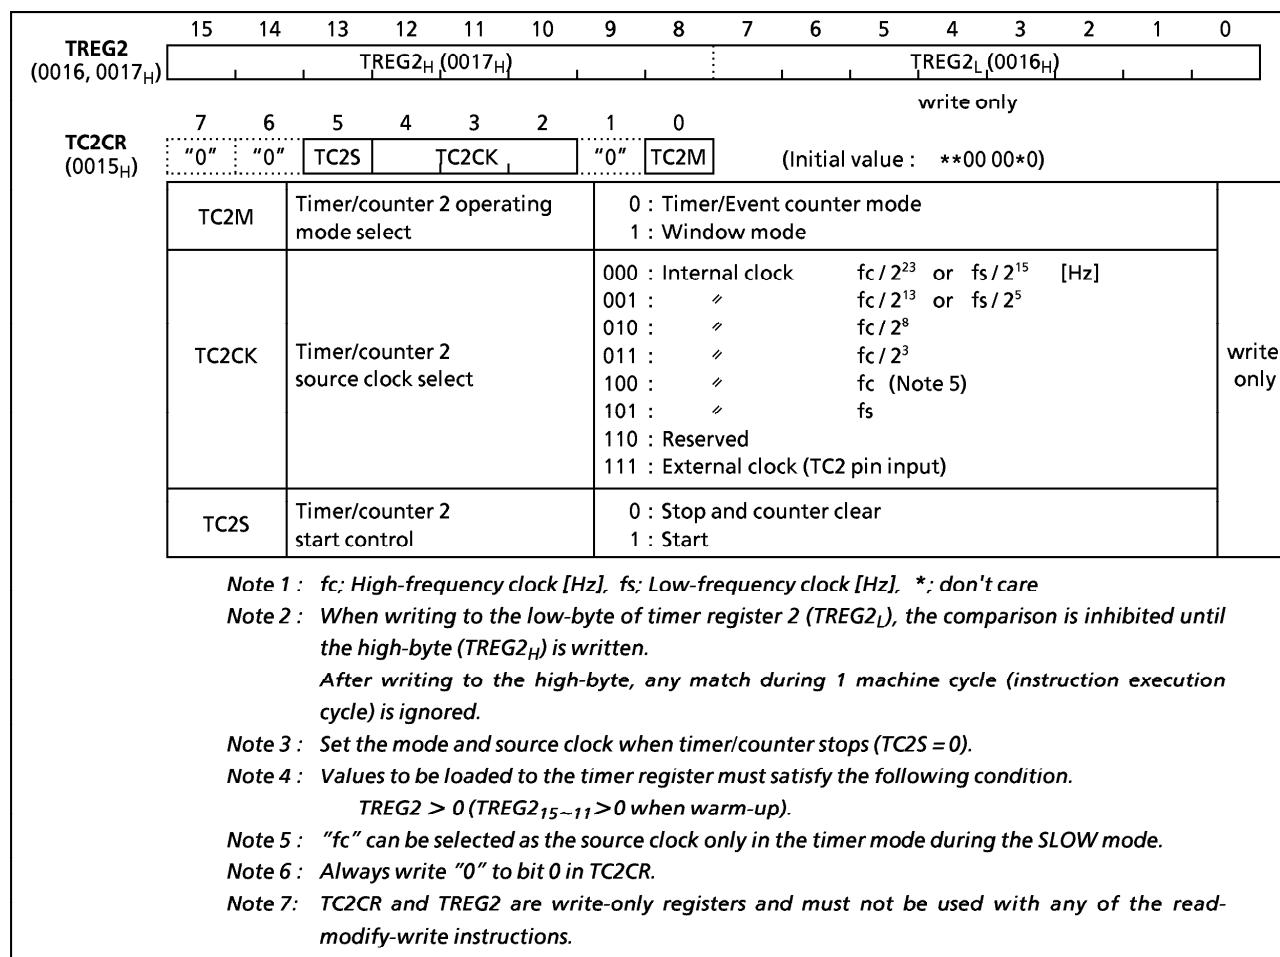 15 14 13 12 11 10 9 8 7 6 5 4 3 2 1 0
TREG2
(0016, 0017H)
TREG2H (0017H) TREG2L (0016H)
write only
7 6 5 4 3 2 1 0
TC2CR
(0015H)
“0” “0” TC2S TC2CK “0” TC2M (Initial value : **00 00*0)
TC2M
Timer/counter 2 operating
mode select
0 : Timer/Event counter mode
1 : Window mode
TC2CK
Timer/counter 2
source clock select
000 : Internal clock fc / 2²³ or fs / 2¹⁵ [Hz]
001 : 〃 fc / 2¹³ or fs / 2⁵
010 : 〃 fc / 2⁸
011 : 〃 fc / 2³
100 : 〃 fc (Note 5)
101 : 〃 fs
110 : Reserved
111 : External clock (TC2 pin input)
write
only
TC2S
Timer/counter 2
start control
0 : Stop and counter clear
1 : Start
Note 1 : fc; High-frequency clock [Hz], fs; Low-frequency clock [Hz], *; don't care
Note 2 : When writing to the low-byte of timer register 2 (TREG2L), the comparison is inhibited until
the high-byte (TREG2H) is written.
After writing to the high-byte, any match during 1 machine cycle (instruction execution
cycle) is ignored.
Note 3 : Set the mode and source clock when timer/counter stops (TC2S = 0).
Note 4 : Values to be loaded to the timer register must satisfy the following condition.
TREG2 > 0 (TREG215~11 > 0 when warm-up).
Note 5 : "fc" can be selected as the source clock only in the timer mode during the SLOW mode.
Note 6 : Always write "0" to bit 0 in TC2CR.
Note 7: TC2CR and TREG2 are write-only registers and must not be used with any of the read-
modify-write instructions.